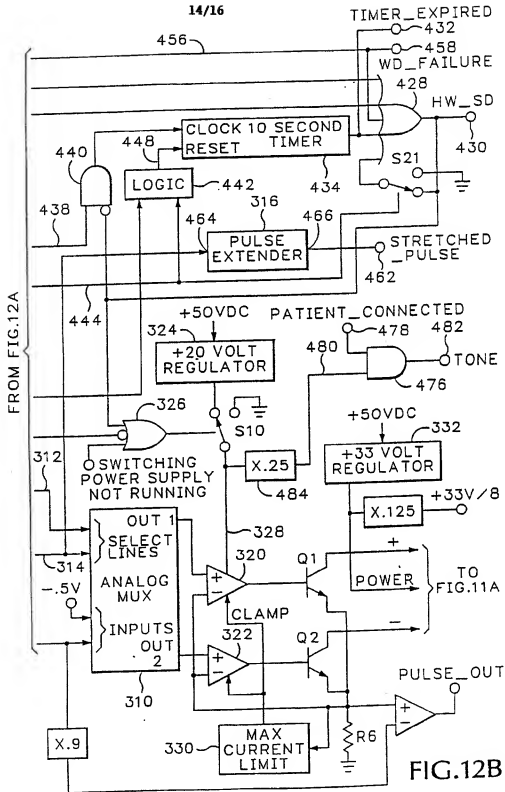 14/16
TIMER_EXPIRED
432
456
458
WD_FAILURE
428
HW_SD
430
448
CLOCK 10 SECOND
RESET TIMER
434
440
LOGIC
442
S21
438
316
464
466
PULSE
EXTENDER
STRETCHED
_PULSE
462
444
+50VDC
PATIENT_CONNECTED
478
482
324
+20 VOLT
REGULATOR
480
TONE
476
FROM FIG.12A
326
S10
+50VDC
332
+33 VOLT
REGULATOR
SWITCHING
POWER SUPPLY
NOT RUNNING
X.25
484
312
328
X.125
+33V/8
OUT 1
SELECT
LINES
314
320
Q1
+
-.5V
ANALOG
MUX
POWER
TO
FIG.11A
CLAMP
INPUTS
322
Q2
-
OUT
2
310
PULSE_OUT
X.9
330
MAX
CURRENT
LIMIT
R6
+
-
+
-
+
-
FIG.12B